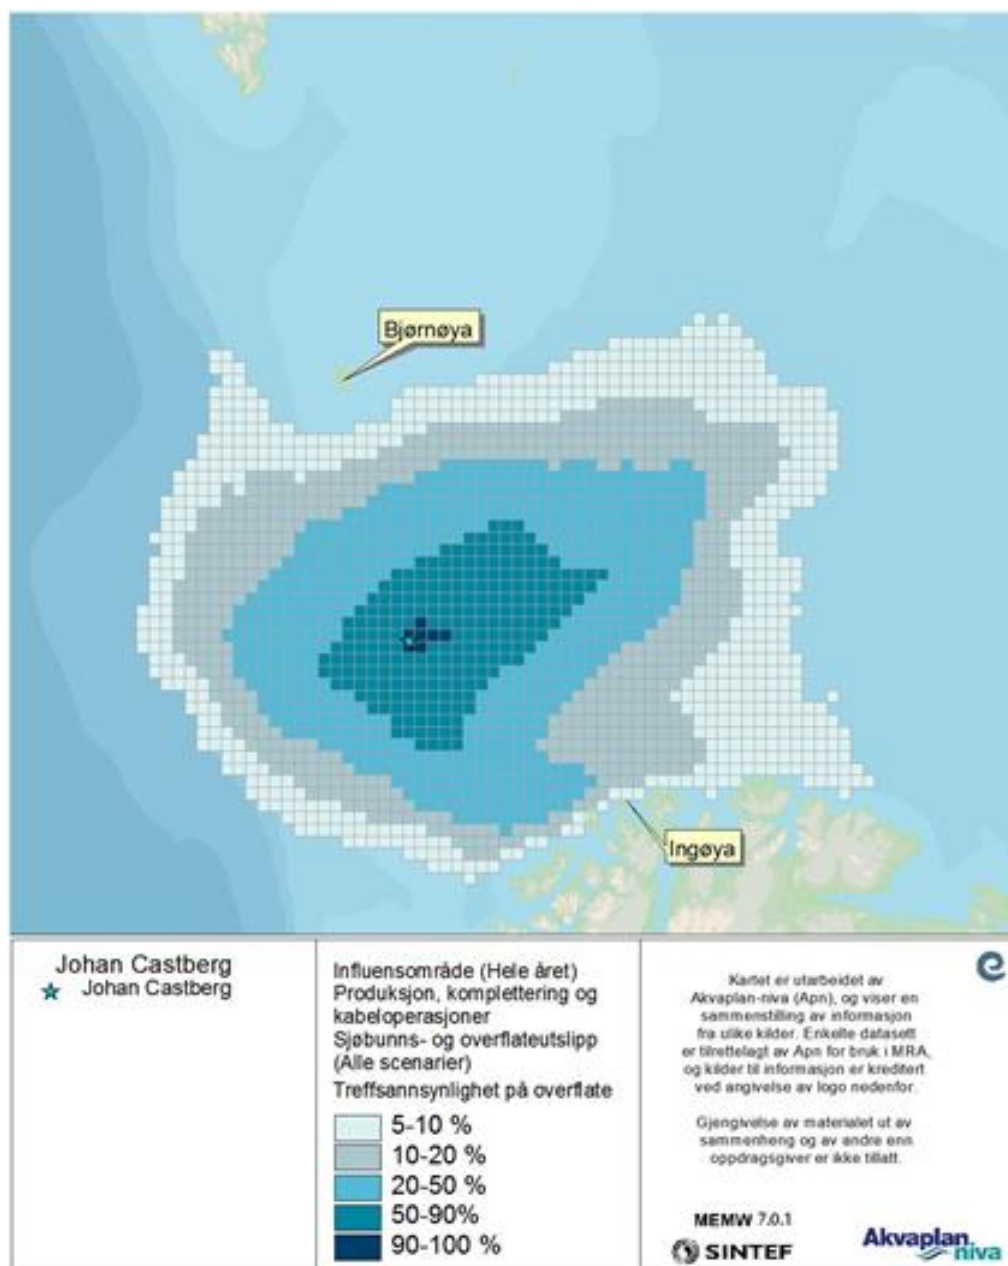 Bjørnøya
Ingøya
Johan Castberg
Johan Castberg
Influensområde (Hele året)
Produksjon, komplettering og
kabeloperasjoner
Sjøbunns- og overflateutslipp
(Alle scenarier)
Treffsannsynlighet på overflate
5-10 %
10-20 %
20-50 %
50-90%
90-100 %
Kartet er utarbeidet av
Akvaplan-niva (Apn), og viser en
sammenstilling av informasjon
fra ulike kilder. Enkelte datasett
er tilrettelagt av Apn for bruk i MRA,
og kilder til informasjon er kreditert
ved angivelse av logo nedenfor.
Gjengivelse av materialet ut av
sammenheng og av andre enn
oppdragsgiver er ikke tillatt.
MEMW 7.0.1
SINTEF
Akvaplan
niva